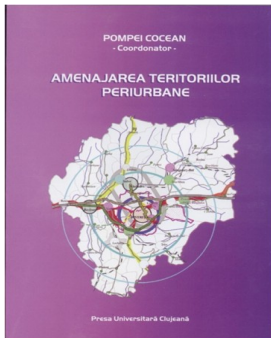 POMPEI COCEAN
- Coordonator -
AMENAJAREA TERITORIILOR
PERIURBANE
Presa Universitară Clujeană